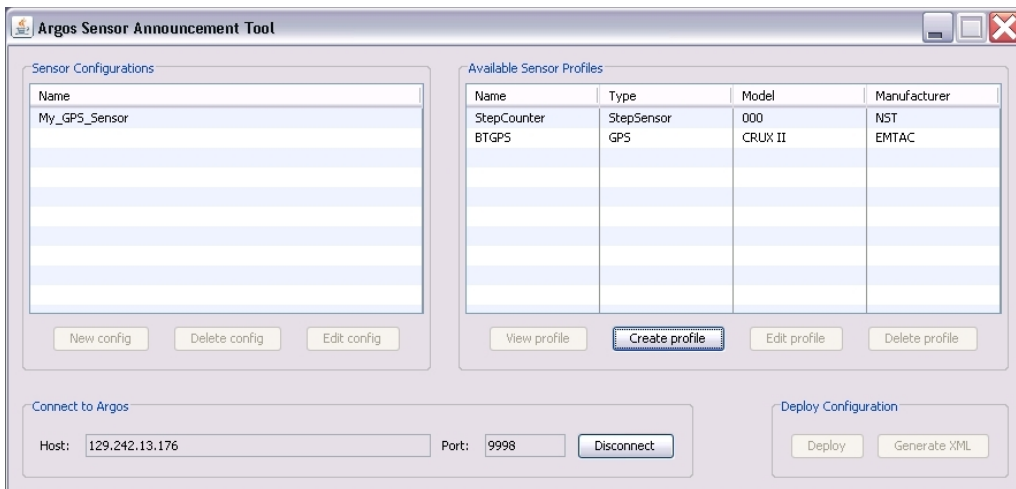 Argos Sensor Announcement Tool
Sensor Configurations
Name
My_GPS_Sensor
New config Delete config Edit config
Available Sensor Profiles
Name Type Model Manufacturer
StepCounter StepSensor 000 NST
BTGPS GPS CRUX II EMTAC
View profile Create profile Edit profile Delete profile
Connect to Argos
Host: 129.242.13.176 Port: 9998 Disconnect
Deploy Configuration
Deploy Generate XML